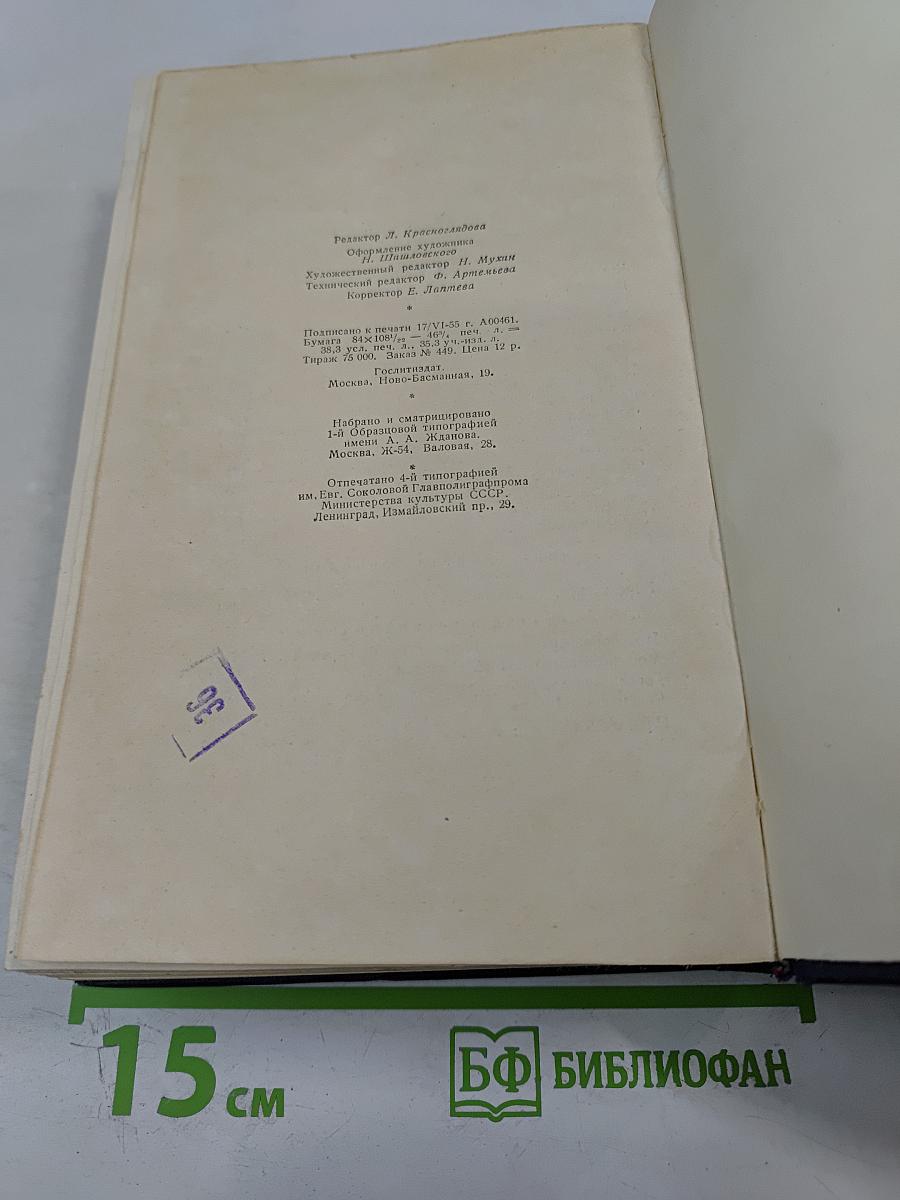 Редактор Л. Красноглядова
Оформление художника
Н. Шишловского
Художественный редактор Н. Мухин
Технический редактор Ф. Артемьева
Корректор Е. Лаптева
*
Подписано к печати 17/VI-55 г. А00461.
Бумага 84×108¹/₃₂ — 46³/₄ печ. л. =
38,3 усл. печ. л., 35,3 уч.-изд. л.
Тираж 75 000. Заказ № 449. Цена 12 р.
Гослитиздат.
Москва, Ново-Басманная, 19.
*
Набрано и сматрицировано
1-й Образцовой типографией
имени А. А. Жданова.
Москва, Ж-54, Валовая, 28.
*
Отпечатано 4-й типографией
им. Евг. Соколовой Главполиграфпрома
Министерства культуры СССР.
Ленинград, Измайловский пр., 29.
36
15 см
БФ БИБЛИОФАН